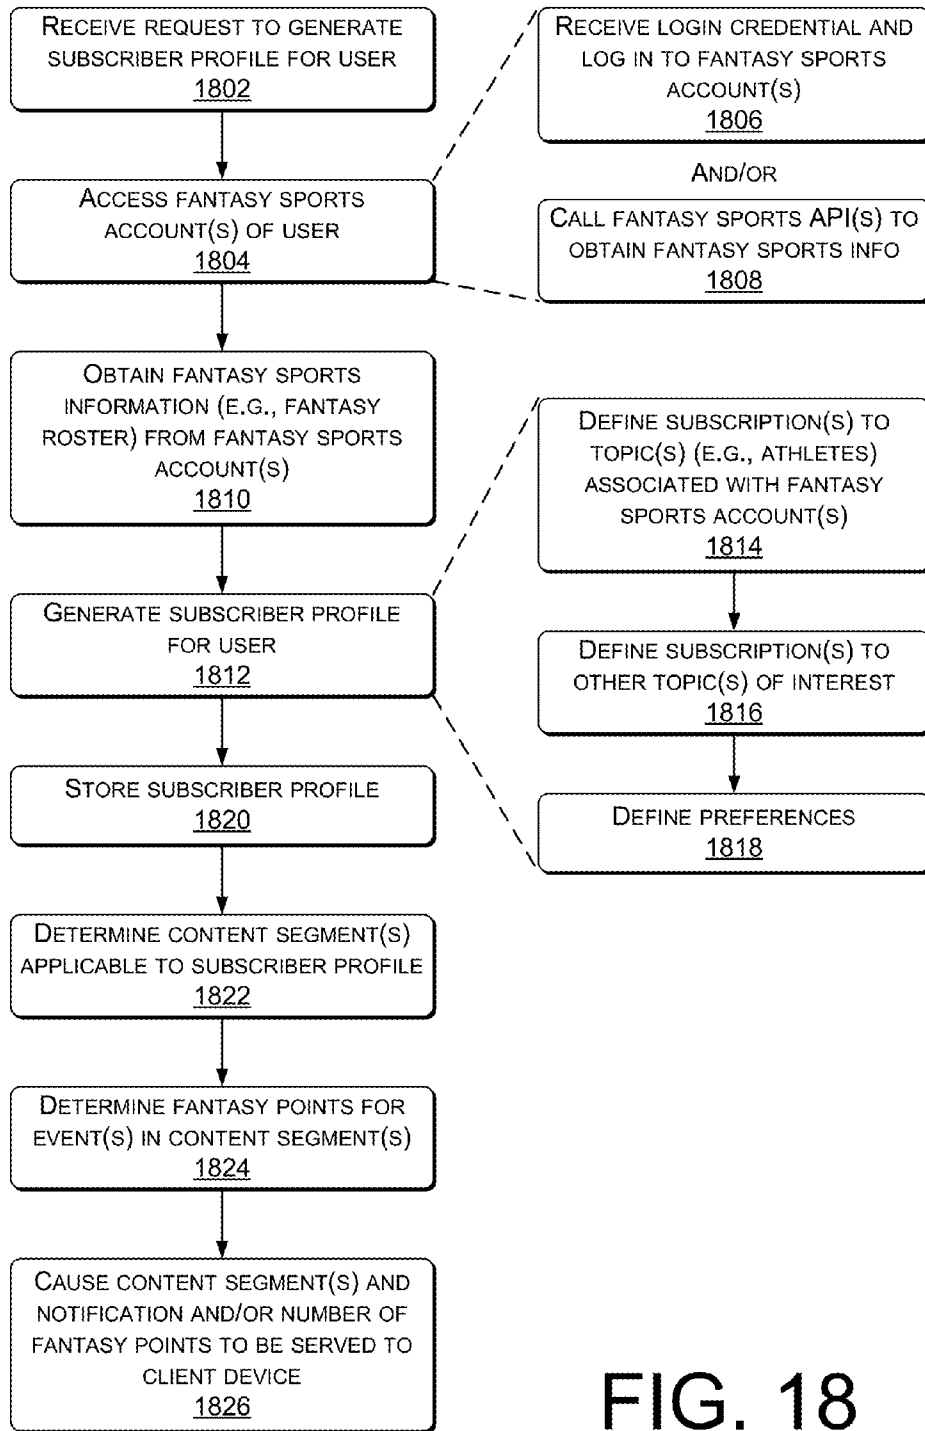 RECEIVE REQUEST TO GENERATE
SUBSCRIBER PROFILE FOR USER
1802
ACCESS FANTASY SPORTS
ACCOUNT(S) OF USER
1804
RECEIVE LOGIN CREDENTIAL AND
LOG IN TO FANTASY SPORTS
ACCOUNT(S)
1806
AND/OR
CALL FANTASY SPORTS API(S) TO
OBTAIN FANTASY SPORTS INFO
1808
OBTAIN FANTASY SPORTS
INFORMATION (E.G., FANTASY
ROSTER) FROM FANTASY SPORTS
ACCOUNT(S)
1810
GENERATE SUBSCRIBER PROFILE
FOR USER
1812
DEFINE SUBSCRIPTION(S) TO
TOPIC(S) (E.G., ATHLETES)
ASSOCIATED WITH FANTASY
SPORTS ACCOUNT(S)
1814
DEFINE SUBSCRIPTION(S) TO
OTHER TOPIC(S) OF INTEREST
1816
DEFINE PREFERENCES
1818
STORE SUBSCRIBER PROFILE
1820
DETERMINE CONTENT SEGMENT(S)
APPLICABLE TO SUBSCRIBER PROFILE
1822
DETERMINE FANTASY POINTS FOR
EVENT(S) IN CONTENT SEGMENT(S)
1824
CAUSE CONTENT SEGMENT(S) AND
NOTIFICATION AND/OR NUMBER OF
FANTASY POINTS TO BE SERVED TO
CLIENT DEVICE
1826
FIG. 18